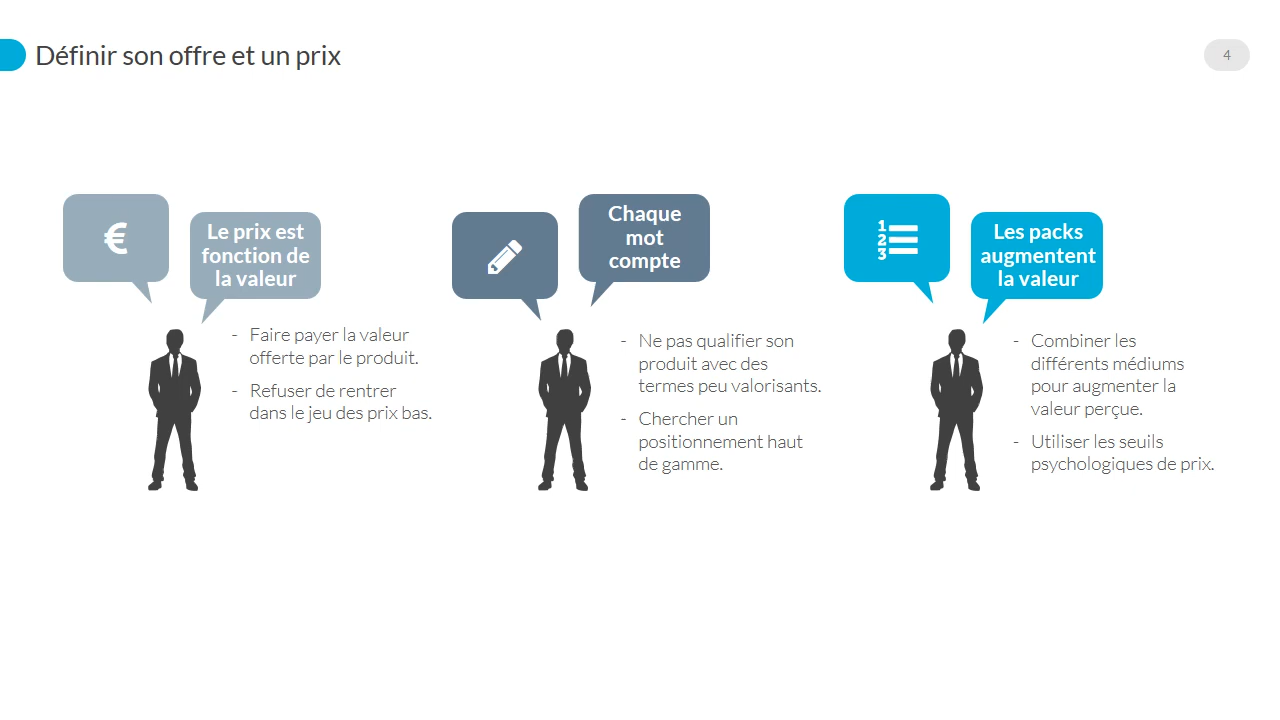 Définir son offre et un prix
4
€
Le prix est
fonction de
la valeur
- Faire payer la valeur
offerte par le produit.
- Refuser de rentrer
dans le jeu des prix bas.
Chaque
mot
compte
- Ne pas qualifier son
produit avec des
termes peu valorisants.
- Chercher un
positionnement haut
de gamme.
1
2
3
Les packs
augmentent
la valeur
- Combiner les
différents médiums
pour augmenter la
valeur perçue.
- Utiliser les seuils
psychologiques de prix.